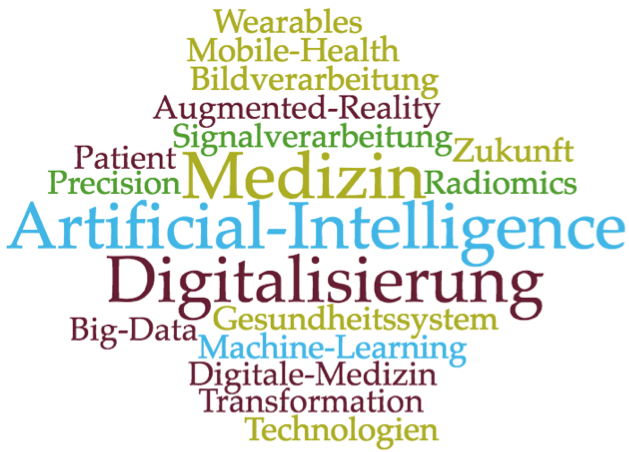 Wearables
Mobile-Health
Bildverarbeitung
Augmented-Reality
Signalverarbeitung
Zukunft
Patient
Medizin
Precision
Radiomics
Artificial-Intelligence
Digitalisierung
Gesundheitssystem
Big-Data
Machine-Learning
Digitale-Medizin
Transformation
Technologien